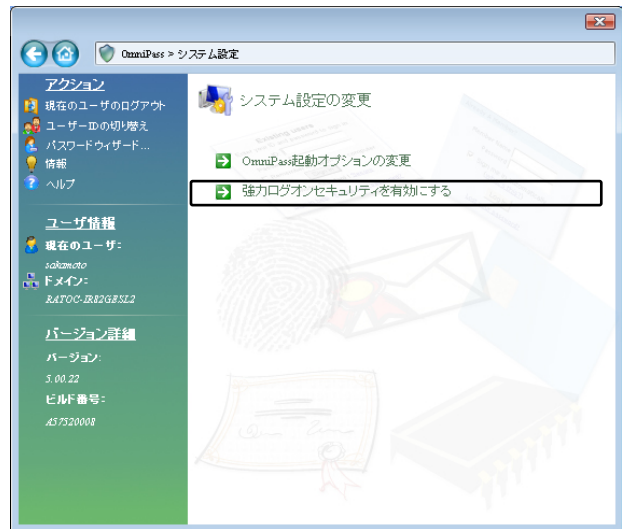 OmniPass > システム設定
アクション
現在のユーザのログアウト
ユーザーIDの切り替え
パスワードウィザード...
情報
ヘルプ
ユーザ情報
現在のユーザ:
sakamoto
ドメイン:
RATOC-IR82GESL2
バージョン詳細
バージョン:
5.00.22
ビルド番号:
A57520008
システム設定の変更
OmniPass起動オプションの変更
強力ログオンセキュリティを有効にする